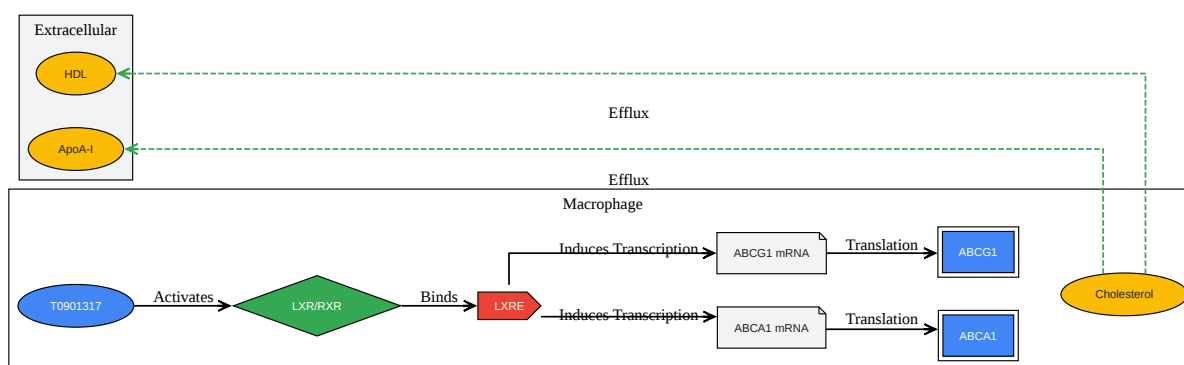 Extracellular
HDL
Efflux
ApoA-I
Efflux
Macrophage
Induces Transcription
ABCG1 mRNA
Translation
ABCG1
T0901317
Activates
LXR/RXR
Binds
LXRE
Cholesterol
Induces Transcription
ABCA1 mRNA
Translation
ABCA1